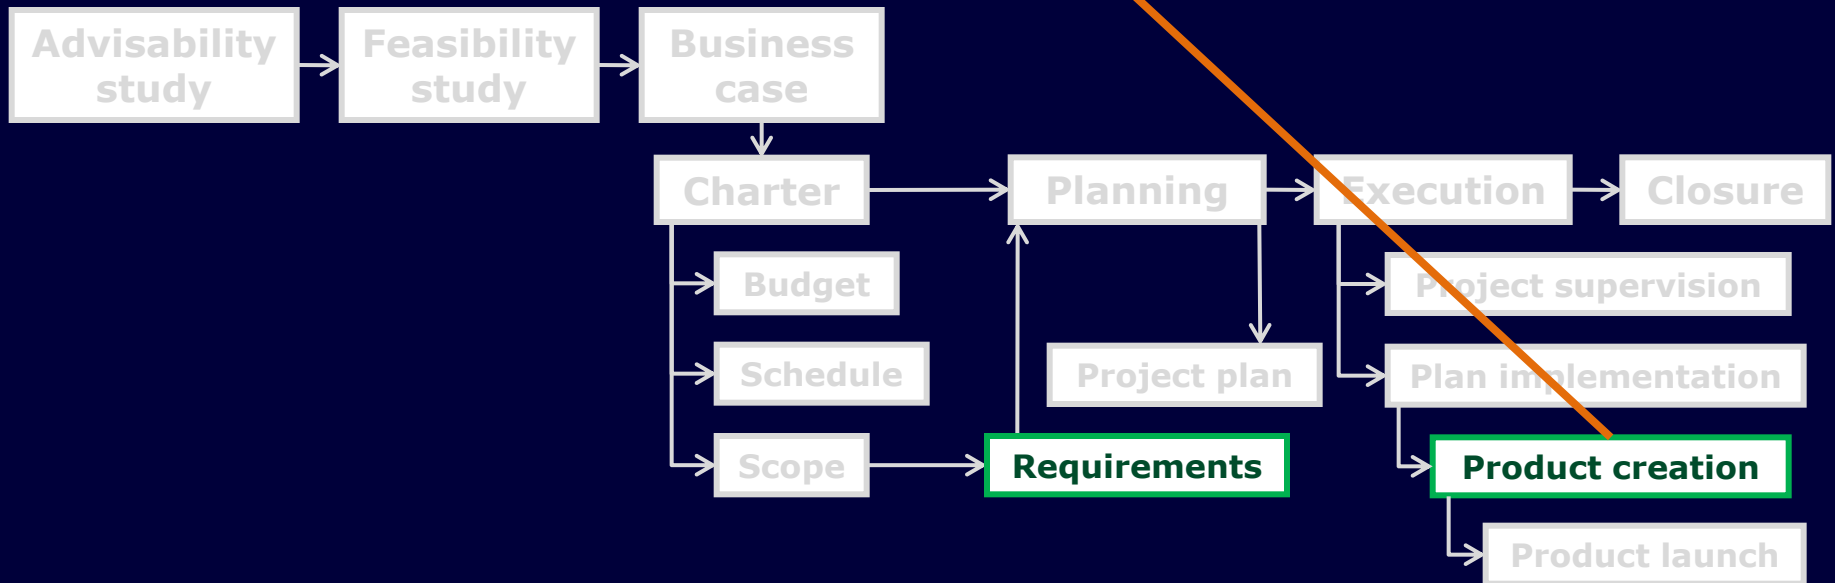 Advisability
study
Feasibility
study
Business
case
Charter
Planning
Execution
Closure
Budget
Project supervision
Schedule
Project plan
Plan implementation
Scope
Requirements
Product creation
Product launch